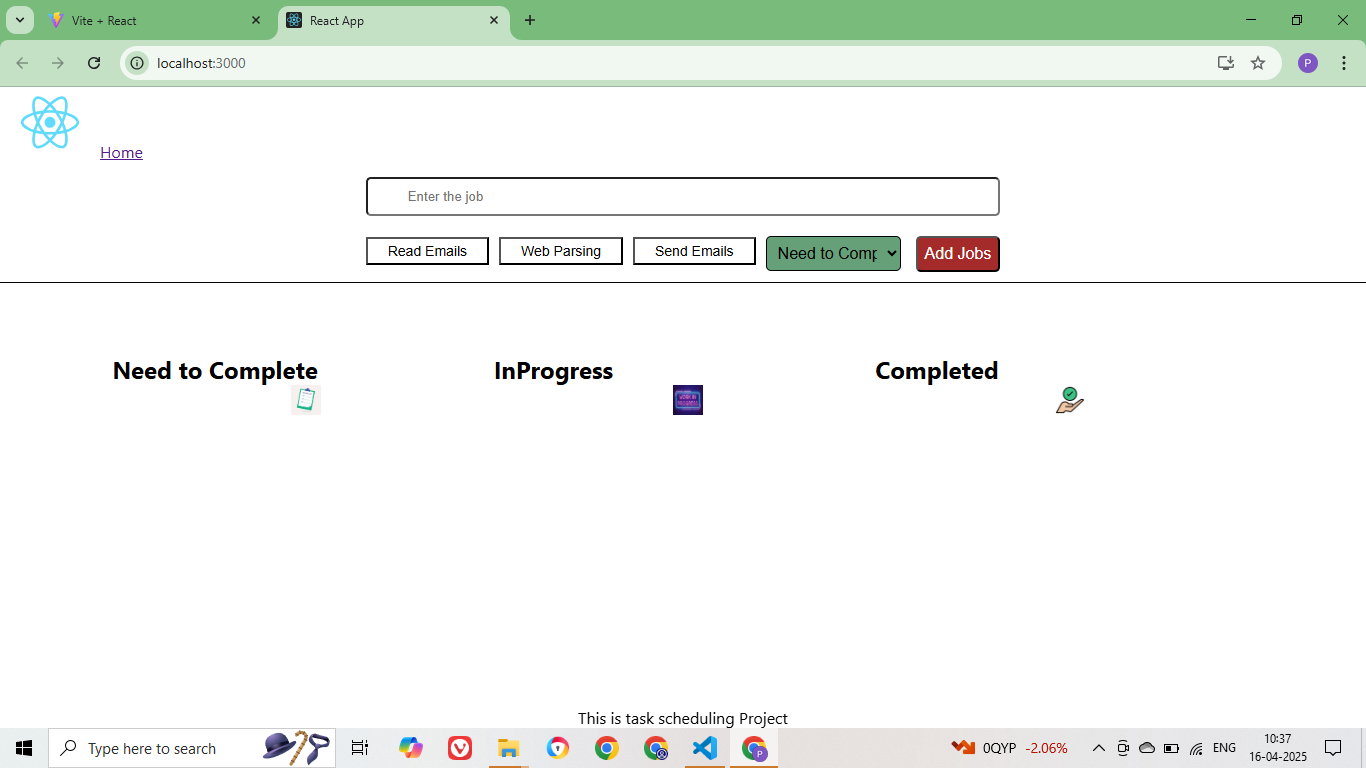 Vite + React
React App
localhost:3000
P
Home
Enter the job
Read Emails Web Parsing Send Emails Need to Comp Add Jobs
Need to Complete InProgress Completed
WORK IN
This is task scheduling Project
Type here to search
P
0QYP -2.06%
ENG
10:37
16-04-2025